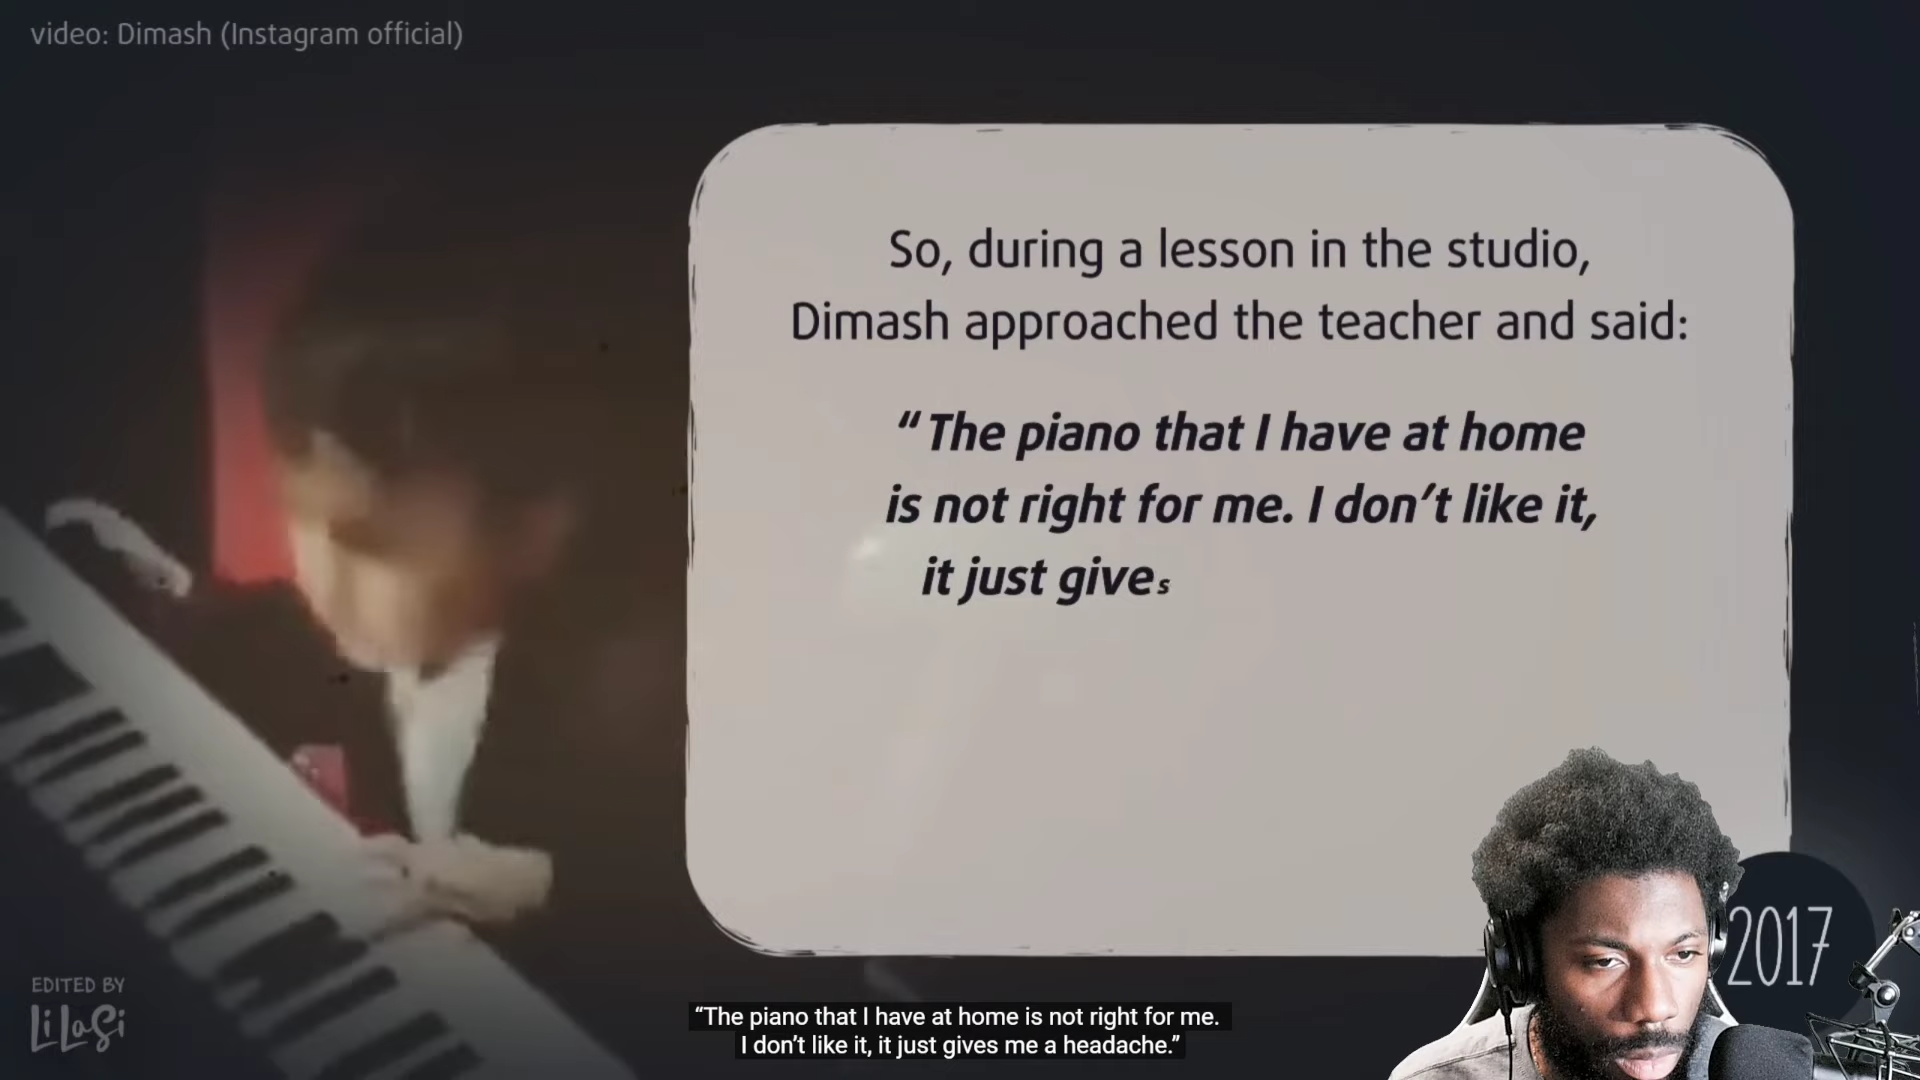 video: Dimash (Instagram official)
So, during a lesson in the studio,
Dimash approached the teacher and said:
“ The piano that I have at home
is not right for me. I don’t like it,
it just gives
2017
EDITED BY
LiLaSi
“The piano that I have at home is not right for me.
I don’t like it, it just gives me a headache.”